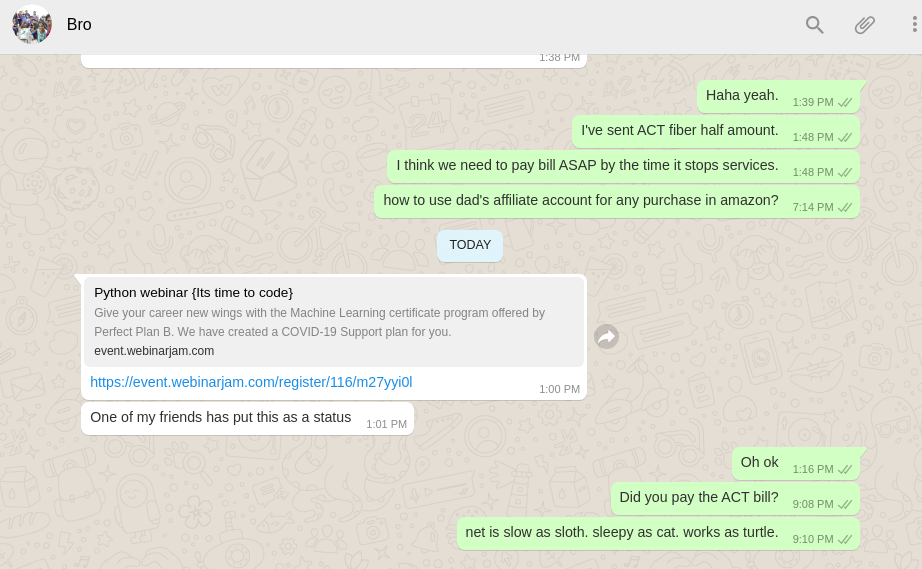 Bro
1:38 PM
Haha yeah.
1:39 PM
I've sent ACT fiber half amount.
1:48 PM
I think we need to pay bill ASAP by the time it stops services.
1:48 PM
how to use dad's affiliate account for any purchase in amazon?
7:14 PM
TODAY
Python webinar {Its time to code}
Give your career new wings with the Machine Learning certificate program offered by
Perfect Plan B. We have created a COVID-19 Support plan for you.
event.webinarjam.com
https://event.webinarjam.com/register/116/m27yyi0l
1:00 PM
One of my friends has put this as a status
1:01 PM
Oh ok
1:16 PM
Did you pay the ACT bill?
9:08 PM
net is slow as sloth. sleepy as cat. works as turtle.
9:10 PM